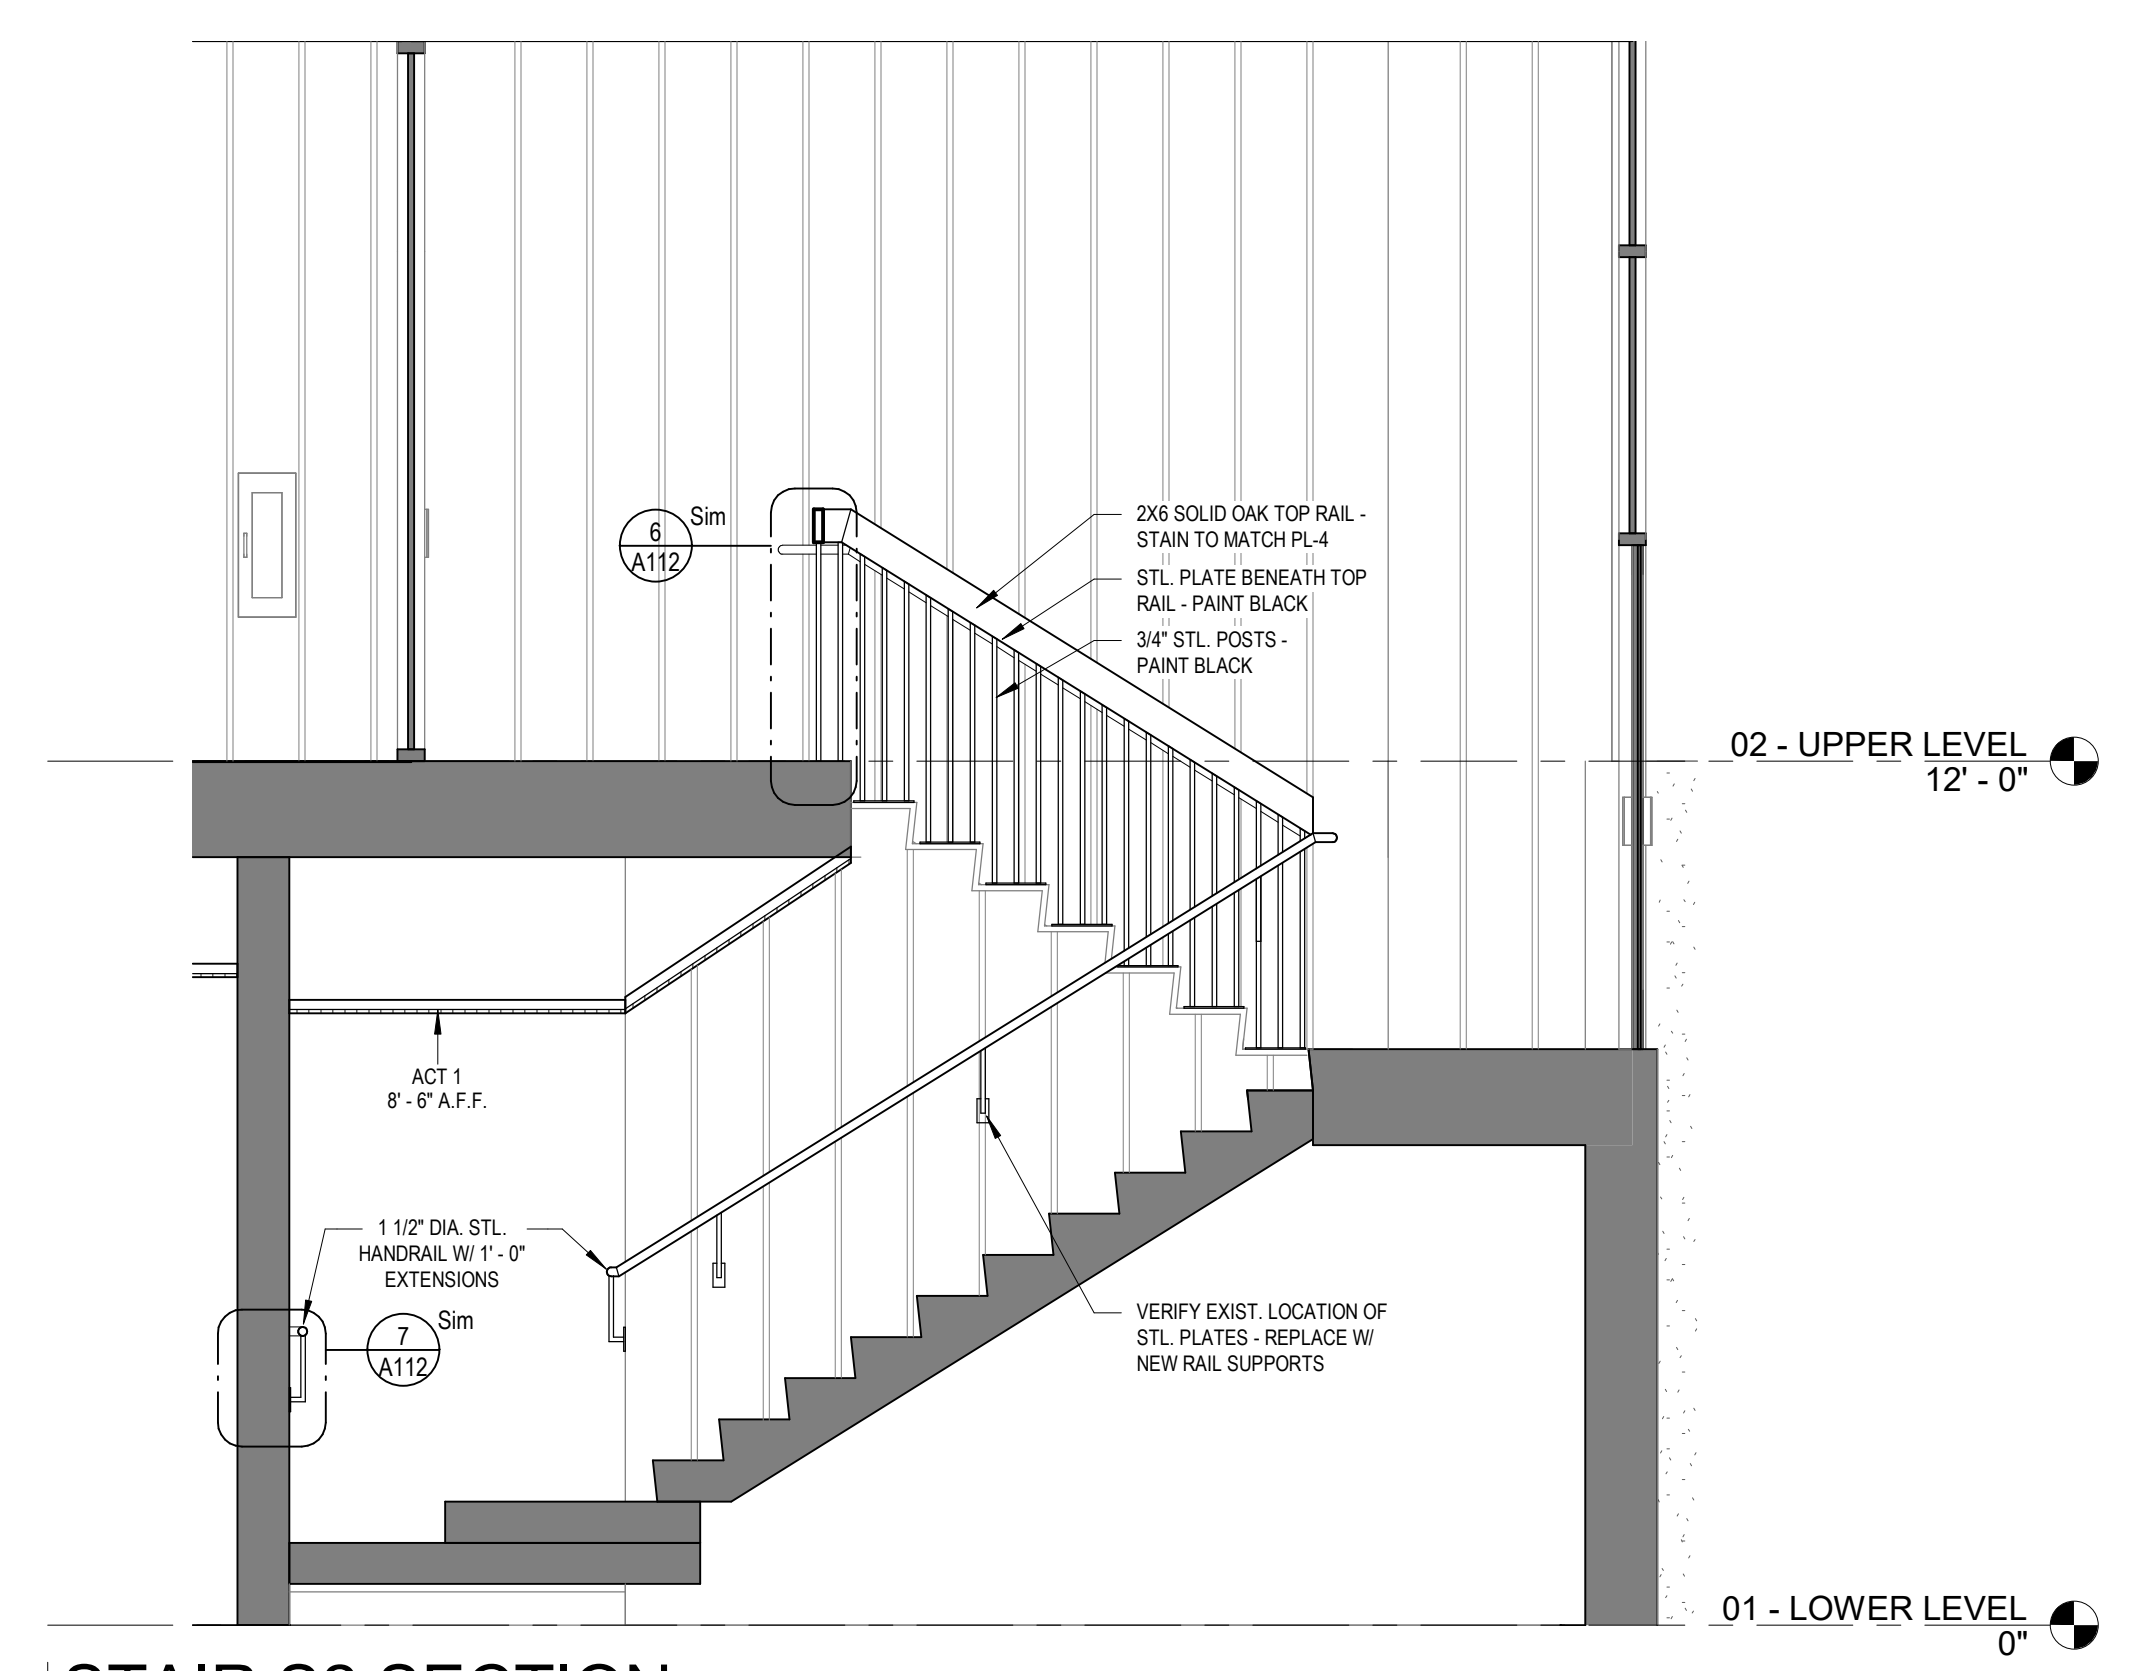 6
A112
Sim
2X6 SOLID OAK TOP RAIL -
STAIN TO MATCH PL-4
STL. PLATE BENEATH TOP
RAIL - PAINT BLACK
3/4" STL. POSTS -
PAINT BLACK
02 - UPPER LEVEL
12' - 0"
ACT 1
8' - 6" A.F.F.
1 1/2" DIA. STL.
HANDRAIL W/ 1' - 0"
EXTENSIONS
7
A112
Sim
VERIFY EXIST. LOCATION OF
STL. PLATES - REPLACE W/
NEW RAIL SUPPORTS
01 - LOWER LEVEL
0"
STAIR SECTION